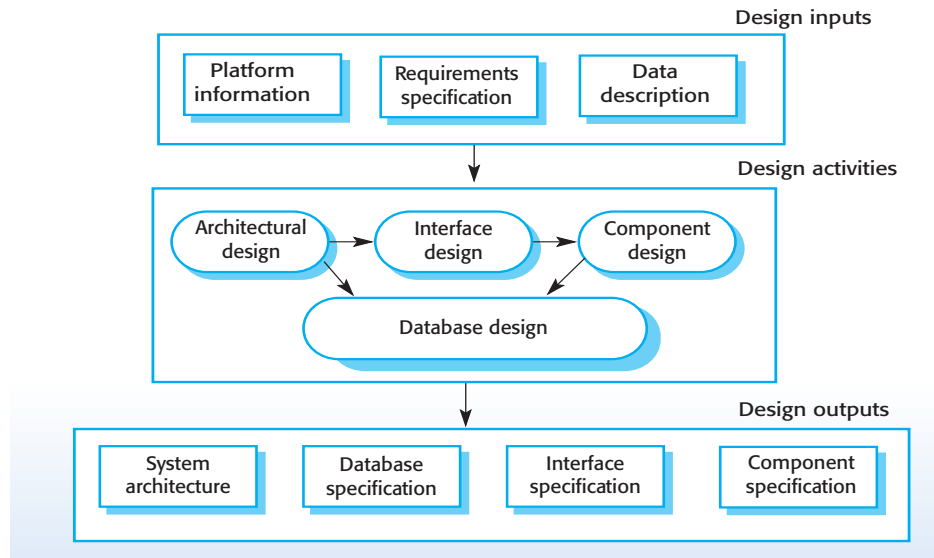 Design inputs
Platform
information
Requirements
specification
Data
description
Design activities
Architectural
design
Interface
design
Component
design
Database design
Design outputs
System
architecture
Database
specification
Interface
specification
Component
specification